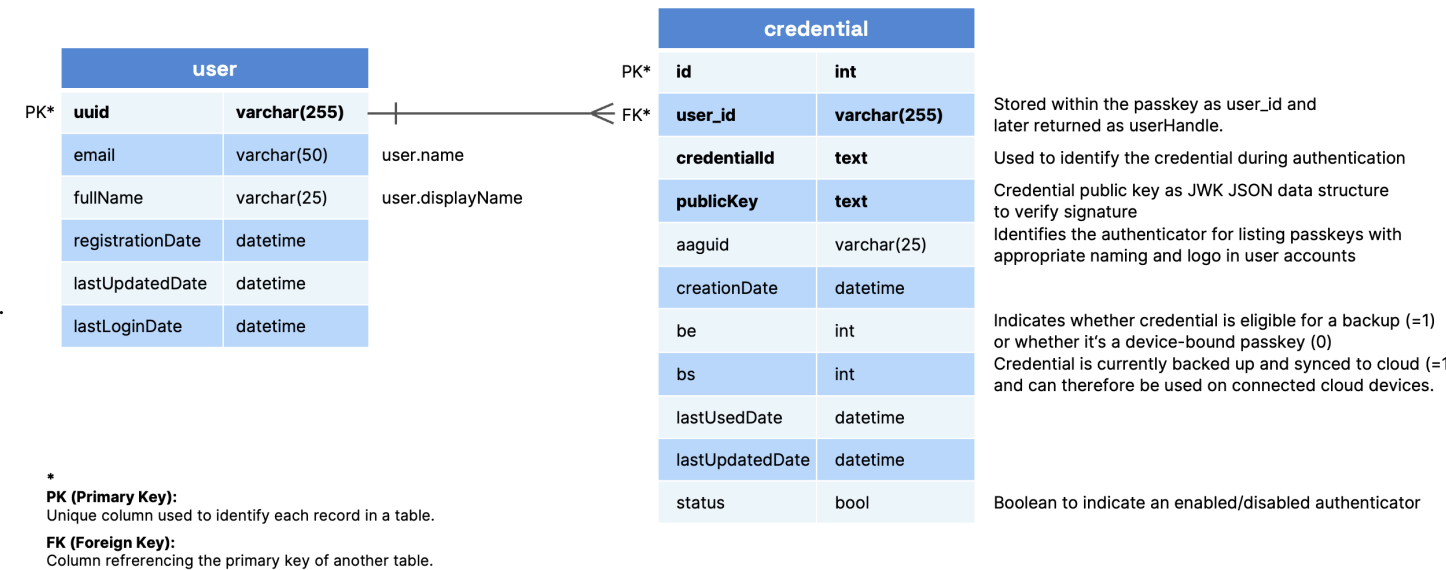 user
PK* uuid varchar(255)
email varchar(50) user.name
fullName varchar(25) user.displayName
registrationDate datetime
lastUpdatedDate datetime
lastLoginDate datetime
credential
PK* id int
FK* user_id varchar(255) Stored within the passkey as user_id and
later returned as userHandle.
credentialId text Used to identify the credential during authentication
publicKey text Credential public key as JWK JSON data structure
to verify signature
aaguid varchar(25) Identifies the authenticator for listing passkeys with
appropriate naming and logo in user accounts
creationDate datetime
be int Indicates whether credential is eligible for a backup (=1)
or whether it's a device-bound passkey (0)
bs int Credential is currently backed up and synced to cloud (=1
and can therefore be used on connected cloud devices.
lastUsedDate datetime
lastUpdatedDate datetime
status bool Boolean to indicate an enabled/disabled authenticator
*
PK (Primary Key):
Unique column used to identify each record in a table.
FK (Foreign Key):
Column refrerencing the primary key of another table.